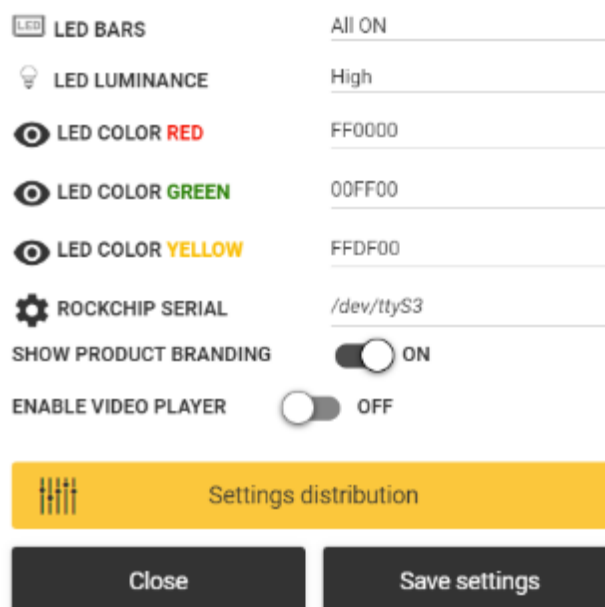 LED LED BARS All ON
LED LUMINANCE High
LED COLOR RED FF0000
LED COLOR GREEN 00FF00
LED COLOR YELLOW FFDF00
ROCKCHIP SERIAL /dev/ttyS3
SHOW PRODUCT BRANDING ON
ENABLE VIDEO PLAYER OFF
Settings distribution
Close Save settings